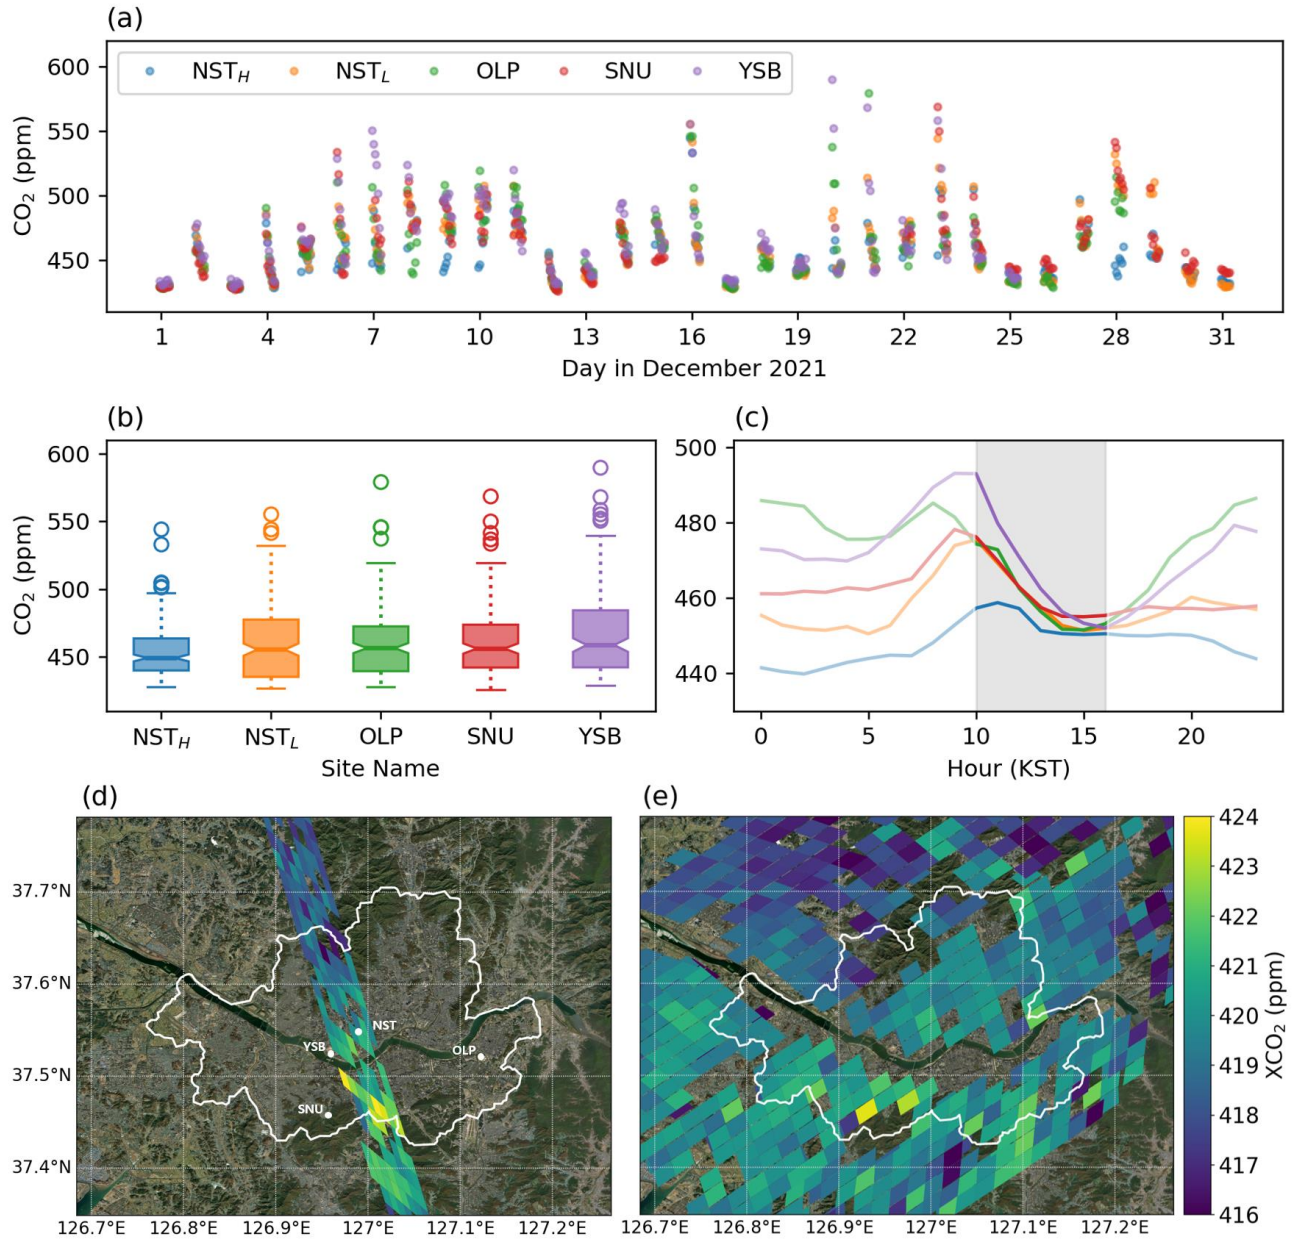 (a)
600
550
500
450
CO₂ (ppm)
NST_H NST_L OLP SNU YSB
1 4 7 10 13 16 19 22 25 28 31
Day in December 2021
(b)
600
550
500
450
CO₂ (ppm)
NST_H NST_L OLP SNU YSB
Site Name
(c)
500
480
460
440
0 5 10 15 20
Hour (KST)
(d)
37.7°N
37.6°N
37.5°N
37.4°N
NST
YSB
OLP
SNU
126.7°E 126.8°E 126.9°E 127°E 127.1°E 127.2°E
(e)
126.7°E 126.8°E 126.9°E 127°E 127.1°E 127.2°E
424
423
422
421
420
419
418
417
416
XCO₂ (ppm)